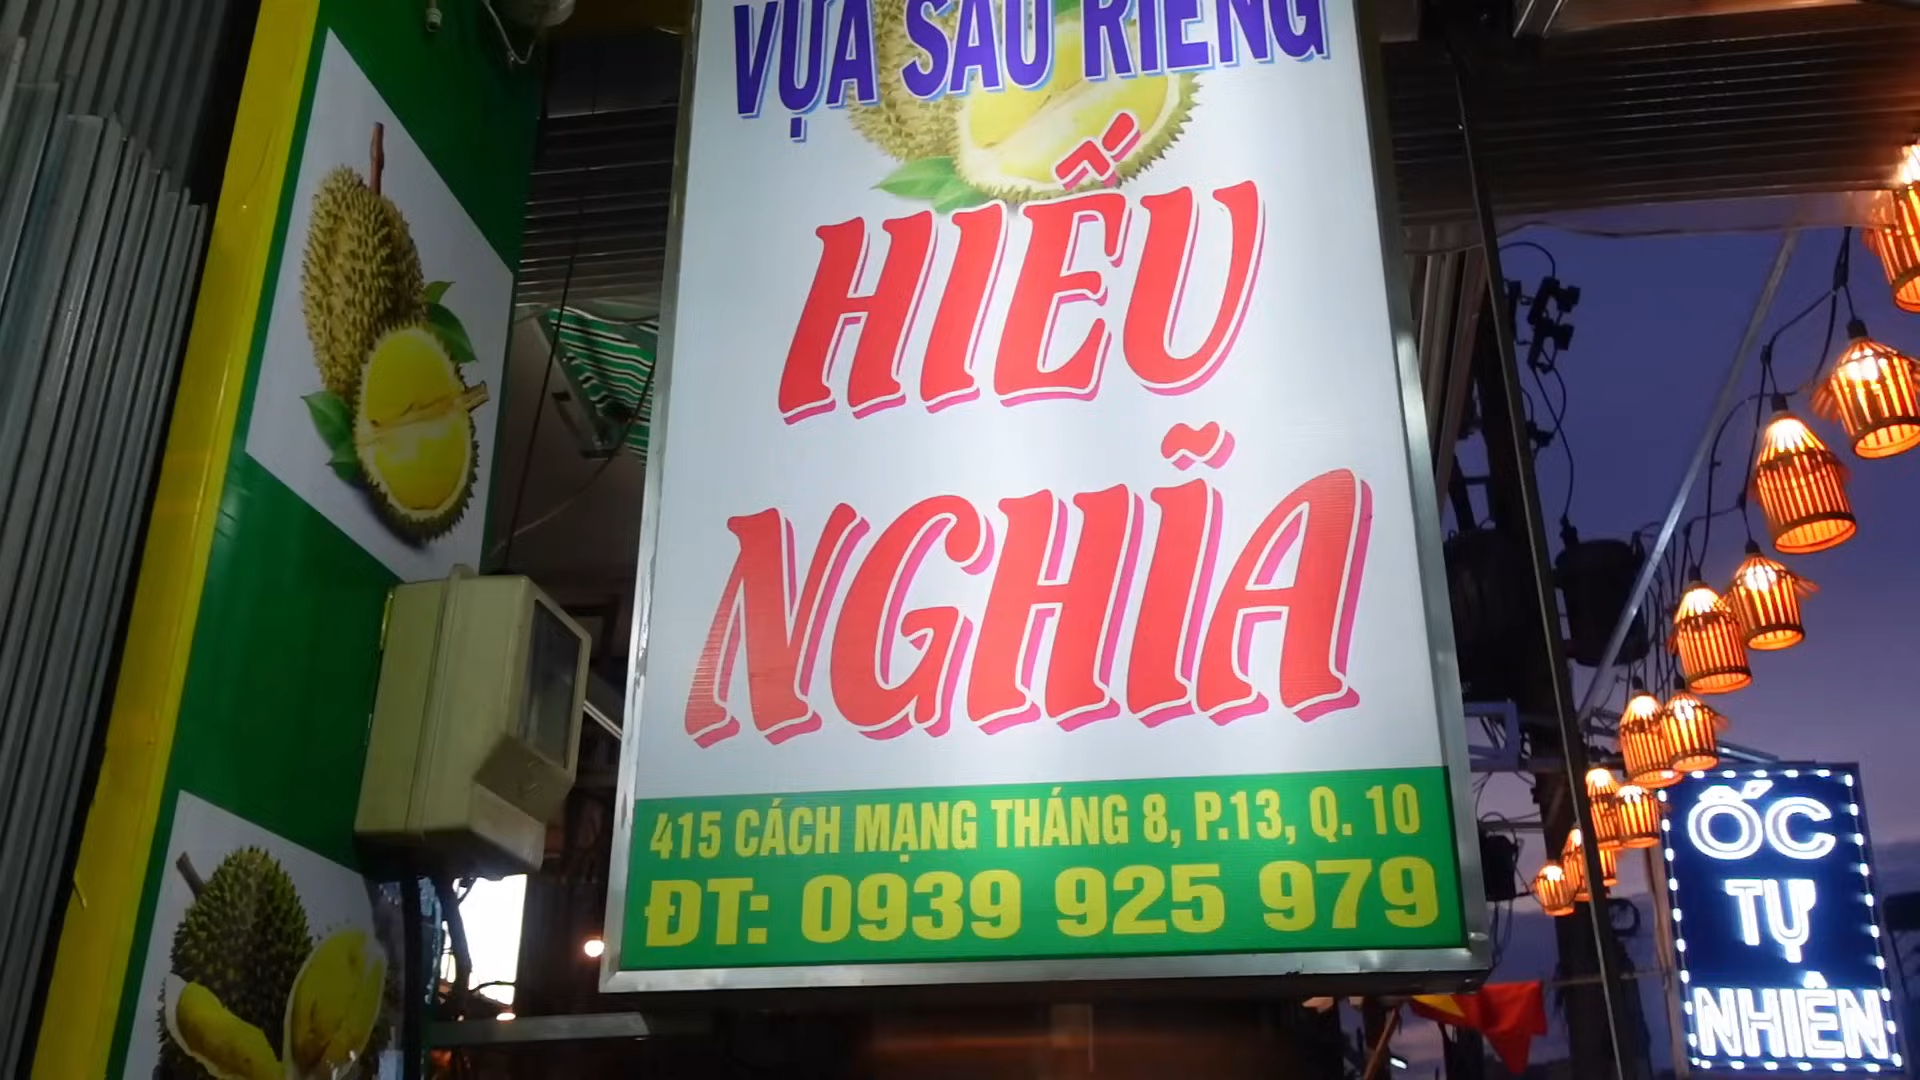 VỰA SẦU RIÊNG
HIẾU
NGHĨA
415 CÁCH MẠNG THÁNG 8, P.13, Q. 10
ĐT: 0939 925 979
ỐC
TỰ
NHIÊN